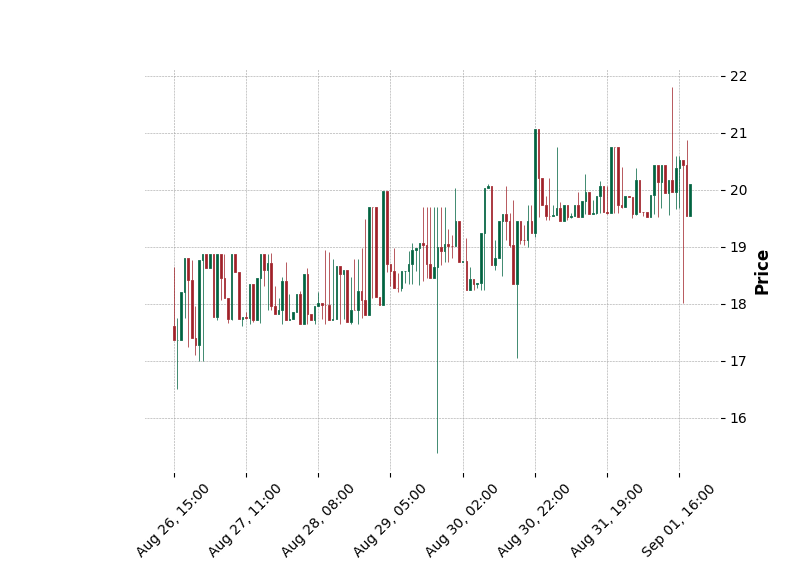 22
21
20
19
18
17
16
Price
Aug 26, 15:00
Aug 27, 11:00
Aug 28, 08:00
Aug 29, 05:00
Aug 30, 02:00
Aug 30, 22:00
Aug 31, 19:00
Sep 01, 16:00